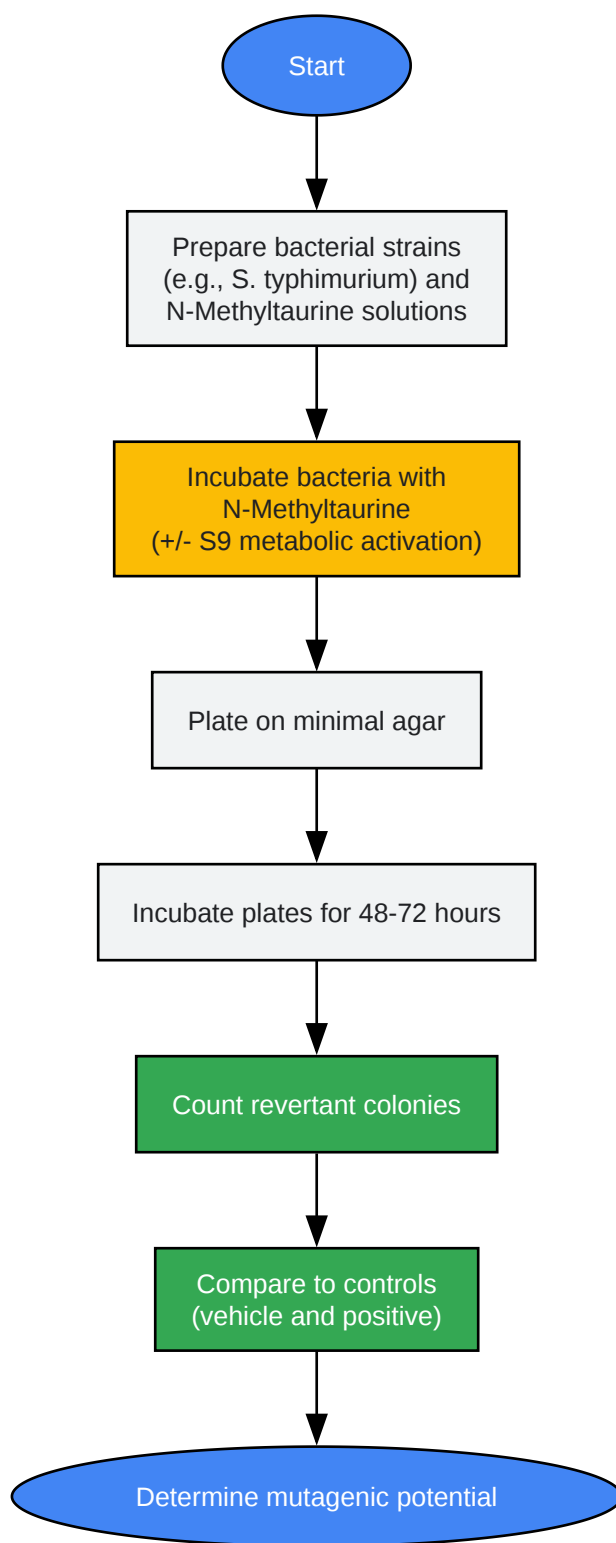 Start
Prepare bacterial strains
(e.g., S. typhimurium) and
N-Methyltaurine solutions
Incubate bacteria with
N-Methyltaurine
(+/- S9 metabolic activation)
Plate on minimal agar
Incubate plates for 48-72 hours
Count revertant colonies
Compare to controls
(vehicle and positive)
Determine mutagenic potential